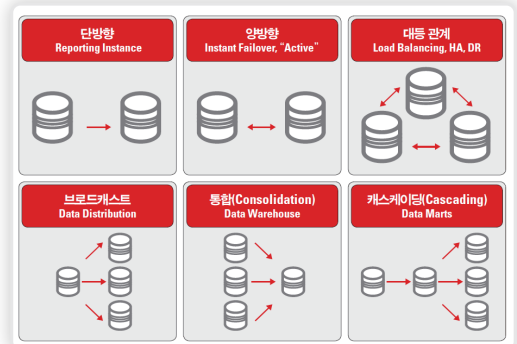 단방향
Reporting Instance
양방향
Instant Failover, “Active”
대등 관계
Load Balancing, HA, DR
브로드캐스트
Data Distribution
통합(Consolidation)
Data Warehouse
캐스케이딩(Cascading)
Data Marts